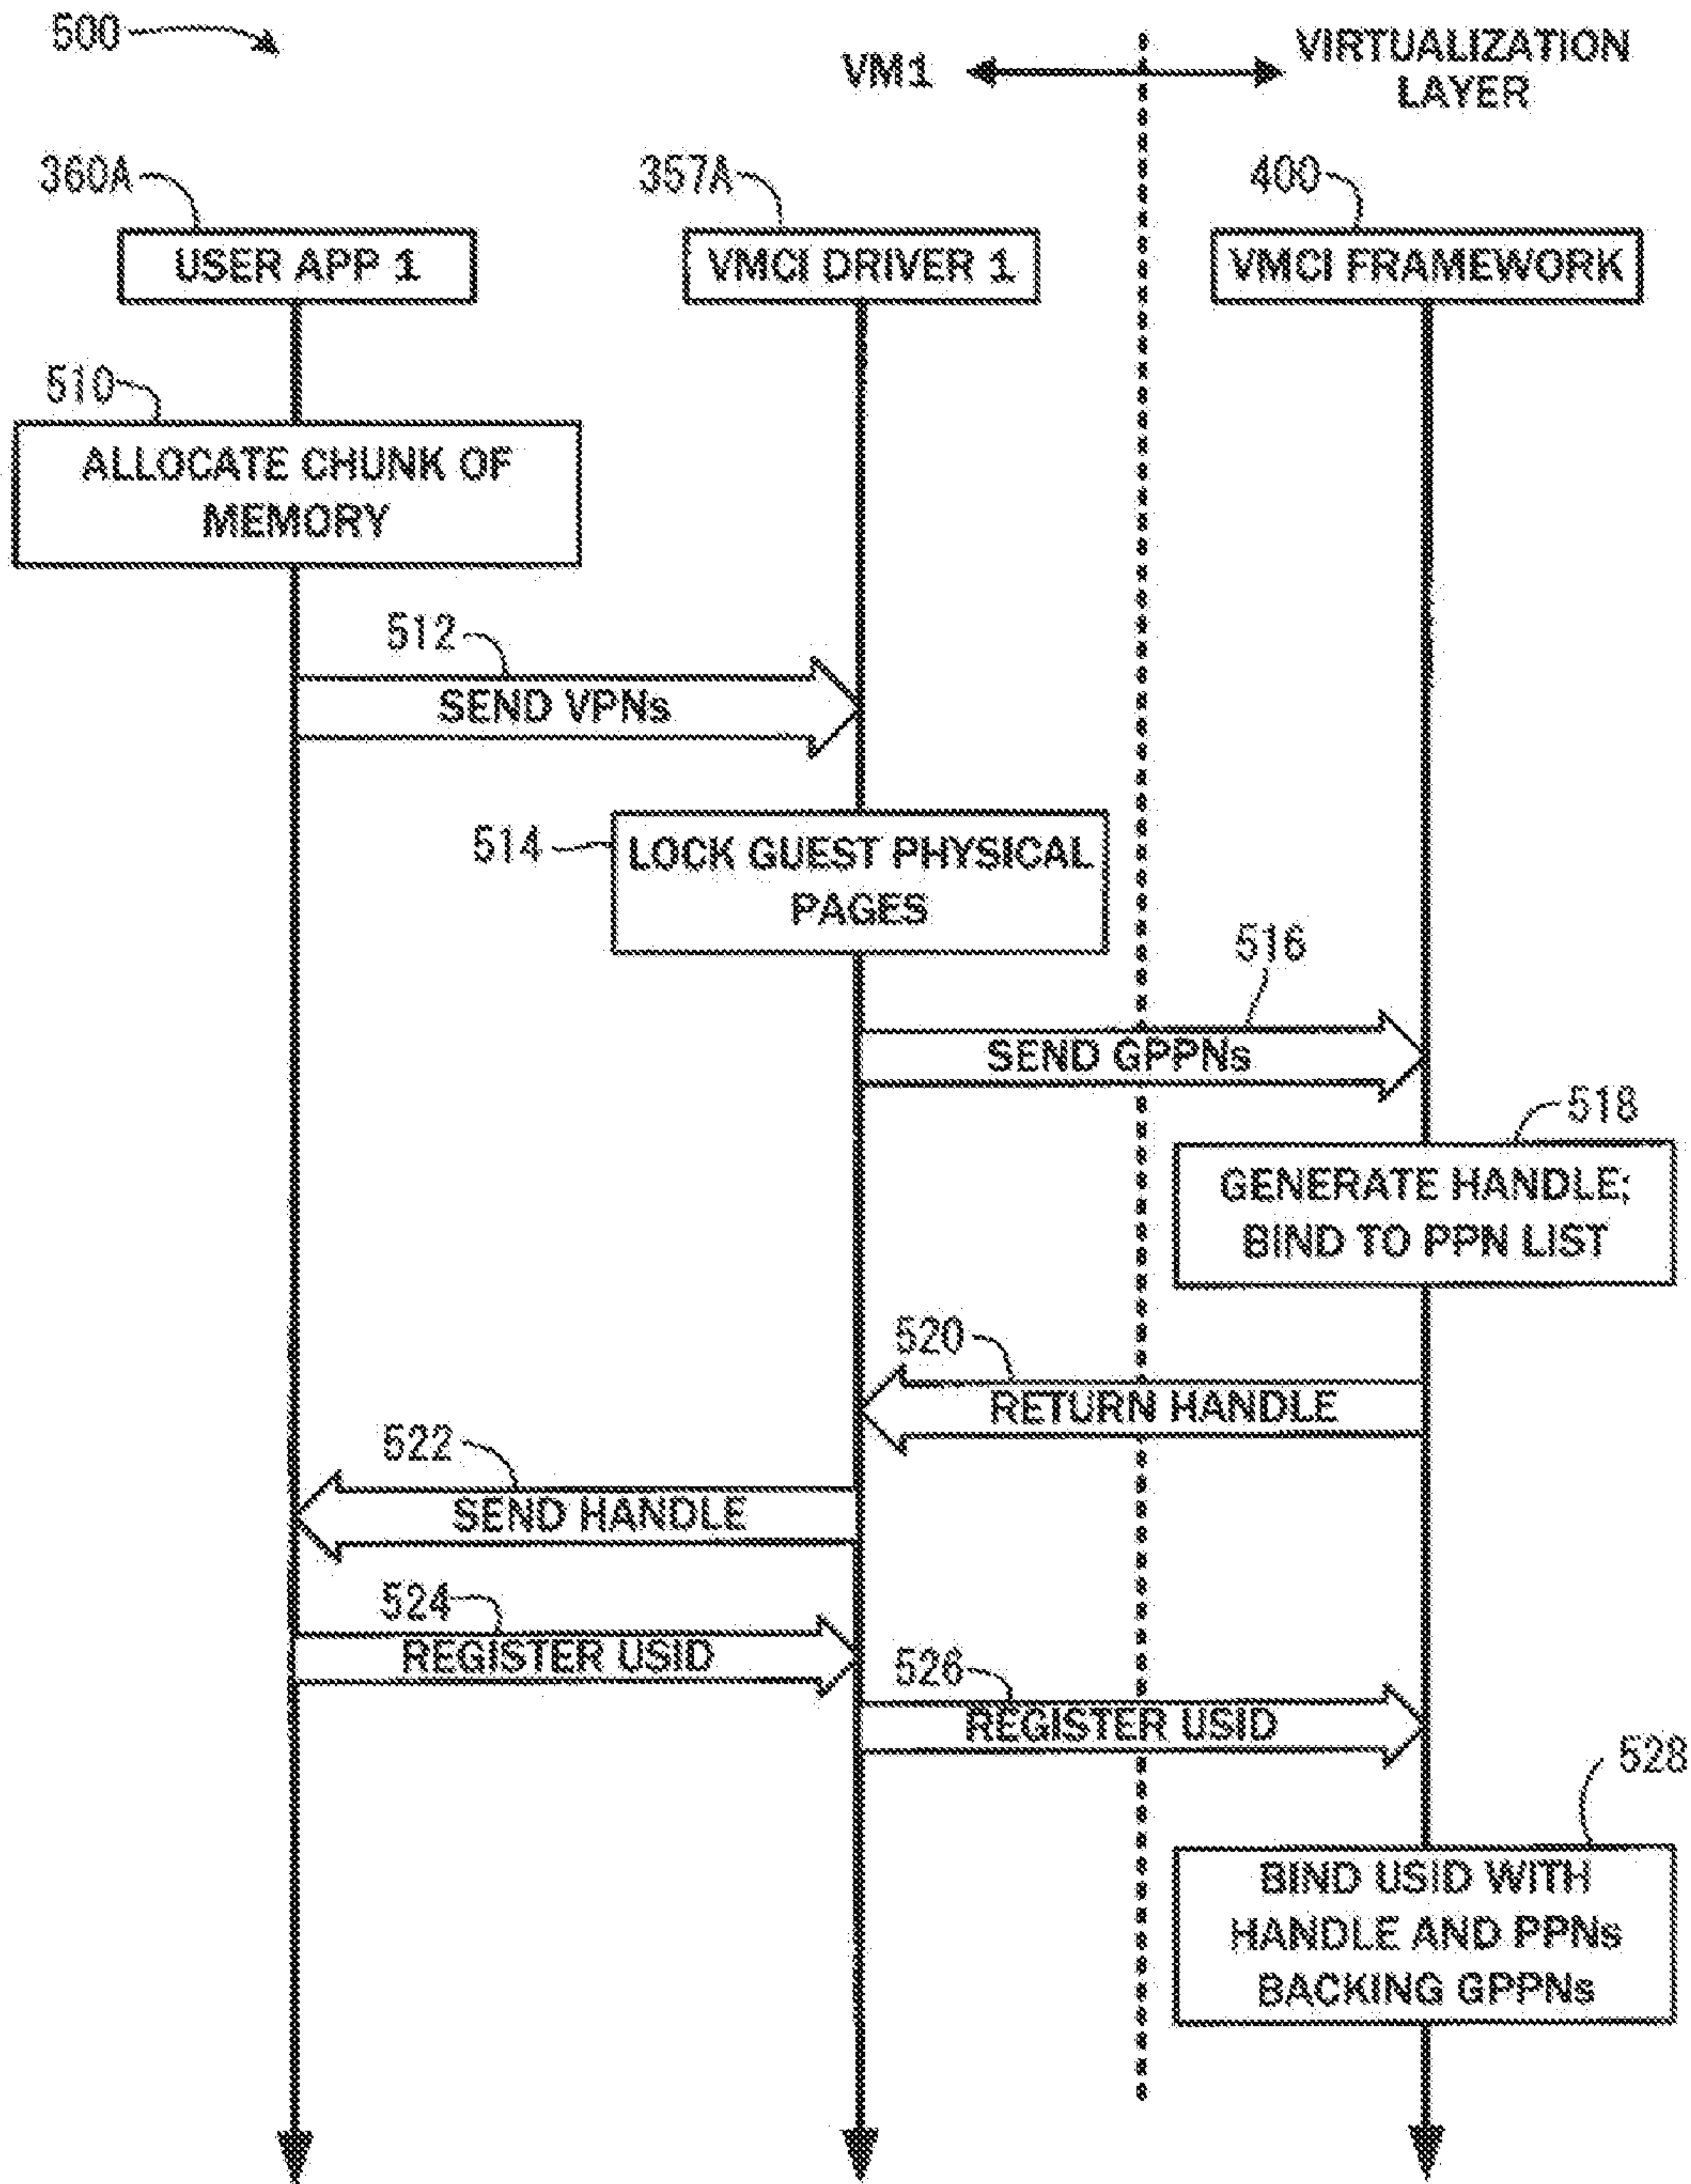 500
VM1
VIRTUALIZATION
LAYER
360A
357A
400
USER APP 1
VMCI DRIVER 1
VMCI FRAMEWORK
510
ALLOCATE CHUNK OF
MEMORY
512
SEND VPNs
514
LOCK GUEST PHYSICAL
PAGES
516
SEND GPPNs
518
GENERATE HANDLE;
BIND TO PPN LIST
520
RETURN HANDLE
522
SEND HANDLE
524
REGISTER USID
526
REGISTER USID
528
BIND USID WITH
HANDLE AND PPNs
BACKING GPPNs